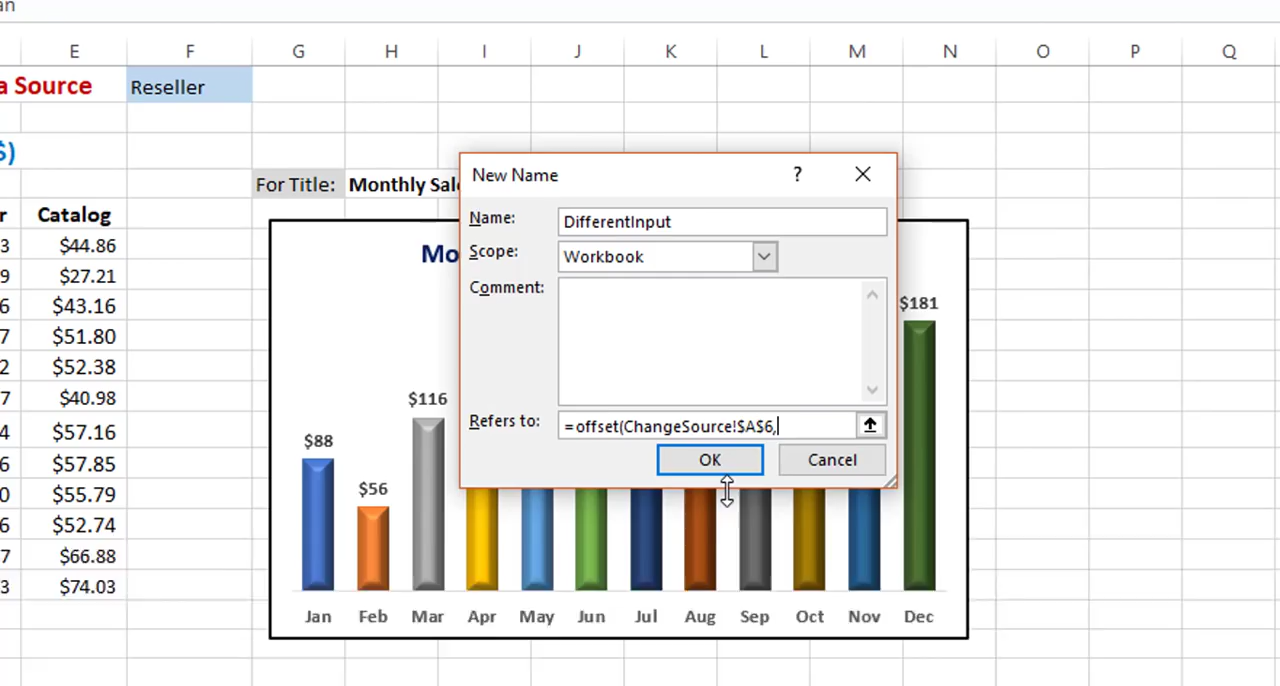 an
E F G H I J K L M N O P Q
a Source Reseller
$)
For Title: Monthly Sale
r Catalog
3 $44.86
9 $27.21
6 $43.16
7 $51.80
2 $52.38
7 $40.98
4 $57.16
6 $57.85
0 $55.79
6 $52.74
7 $66.88
3 $74.03
Mo
$88
$56
$116
$181
Jan Feb Mar Apr May Jun Jul Aug Sep Oct Nov Dec
New Name ?
Name: DifferentInput
Scope: Workbook
Comment:
Refers to: =offset(ChangeSource!$A$6,
OK Cancel